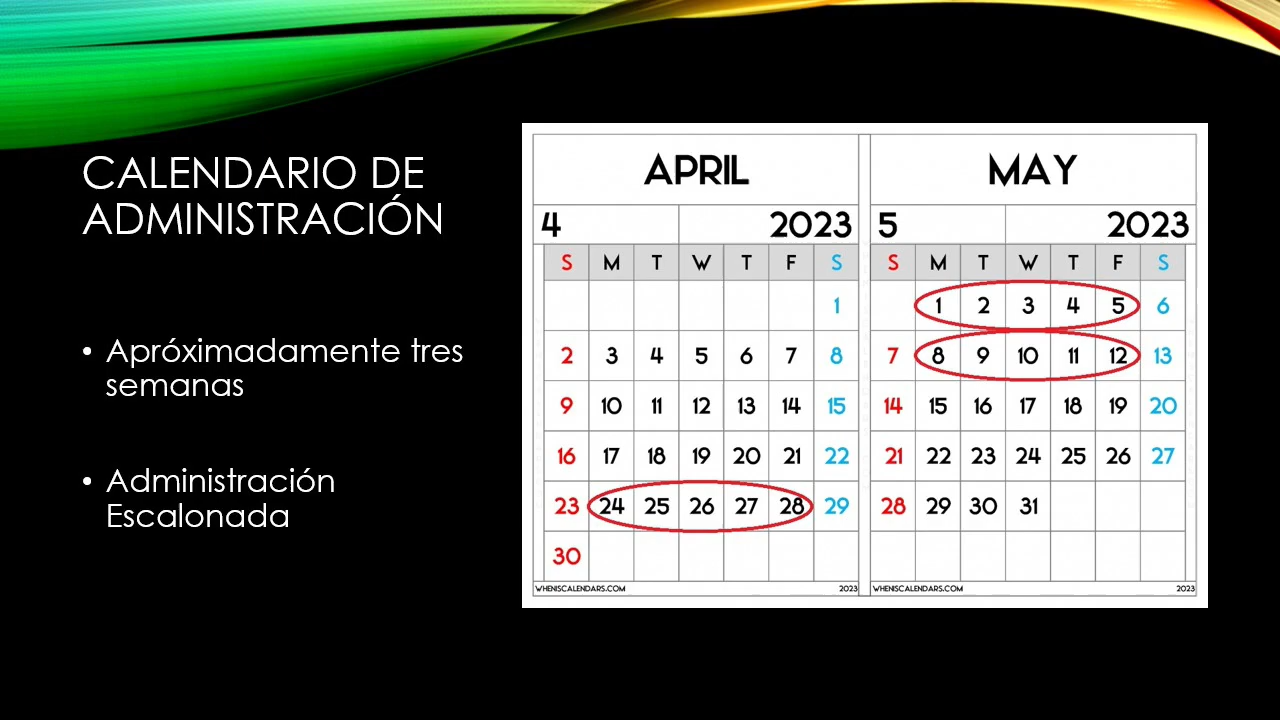 CALENDARIO DE
ADMINISTRACIÓN
• Apróximadamente tres
semanas
• Administración
Escalonada
APRIL
4 2023
S M T W T F S
1
2 3 4 5 6 7 8
9 10 11 12 13 14 15
16 17 18 19 20 21 22
23 24 25 26 27 28 29
30
WHENISCALENDARS.COM 2023
MAY
5 2023
S M T W T F S
1 2 3 4 5 6
7 8 9 10 11 12 13
14 15 16 17 18 19 20
21 22 23 24 25 26 27
28 29 30 31
WHENISCALENDARS.COM 2023